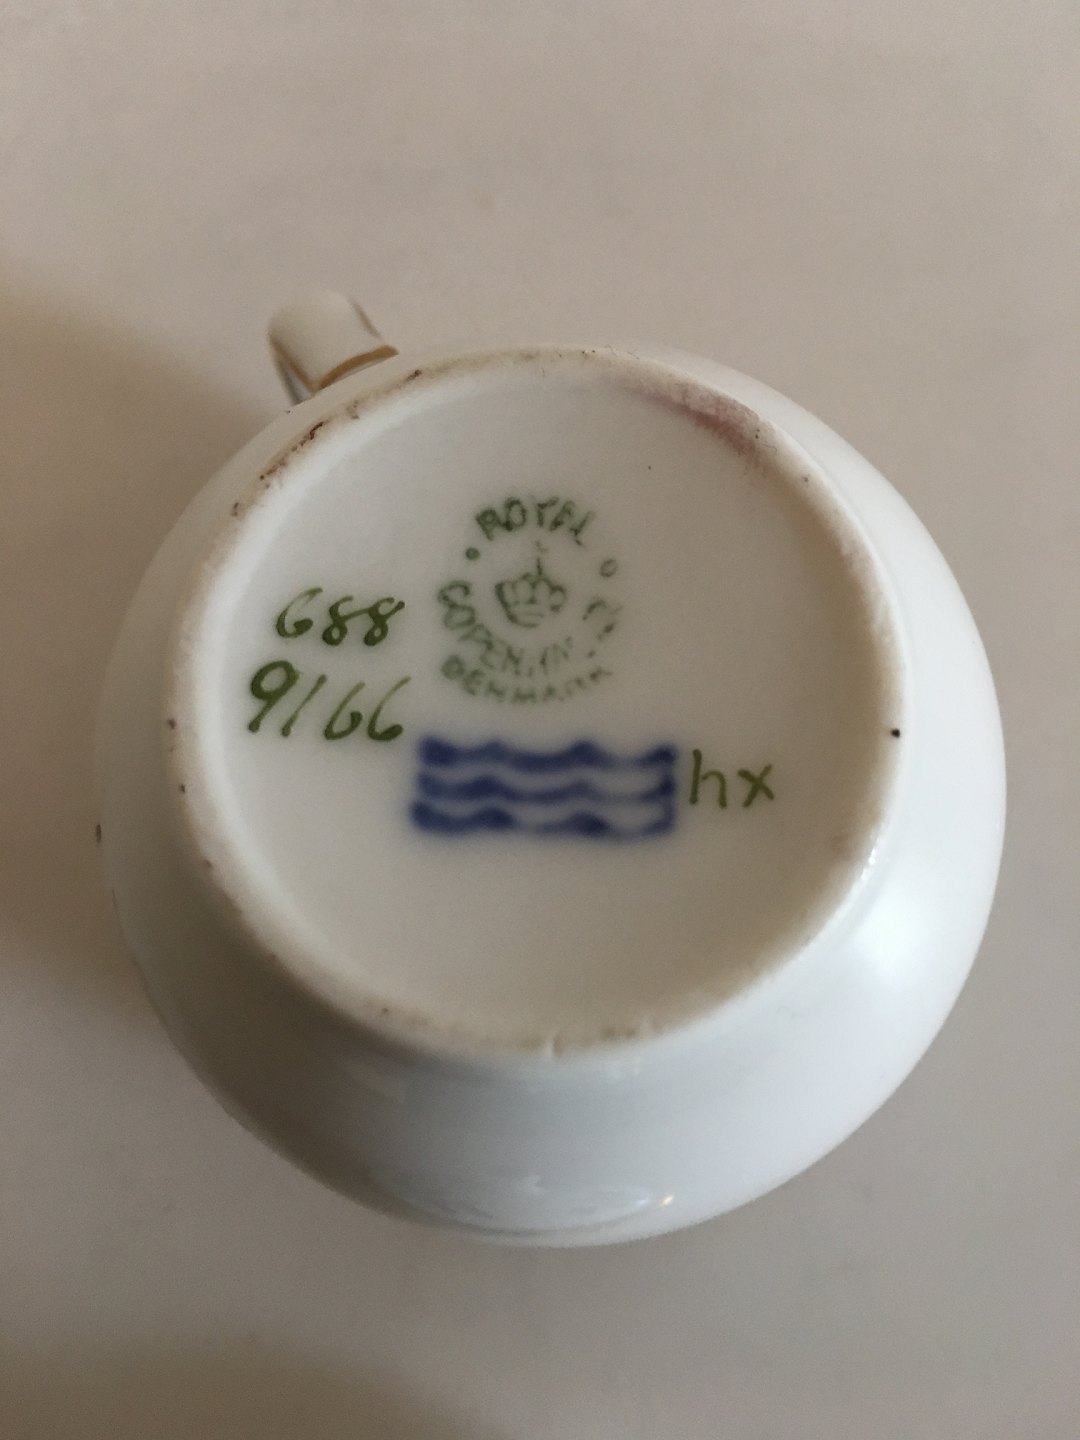 ROYAL
COPENHAGEN
DENMARK
688
9166
hx